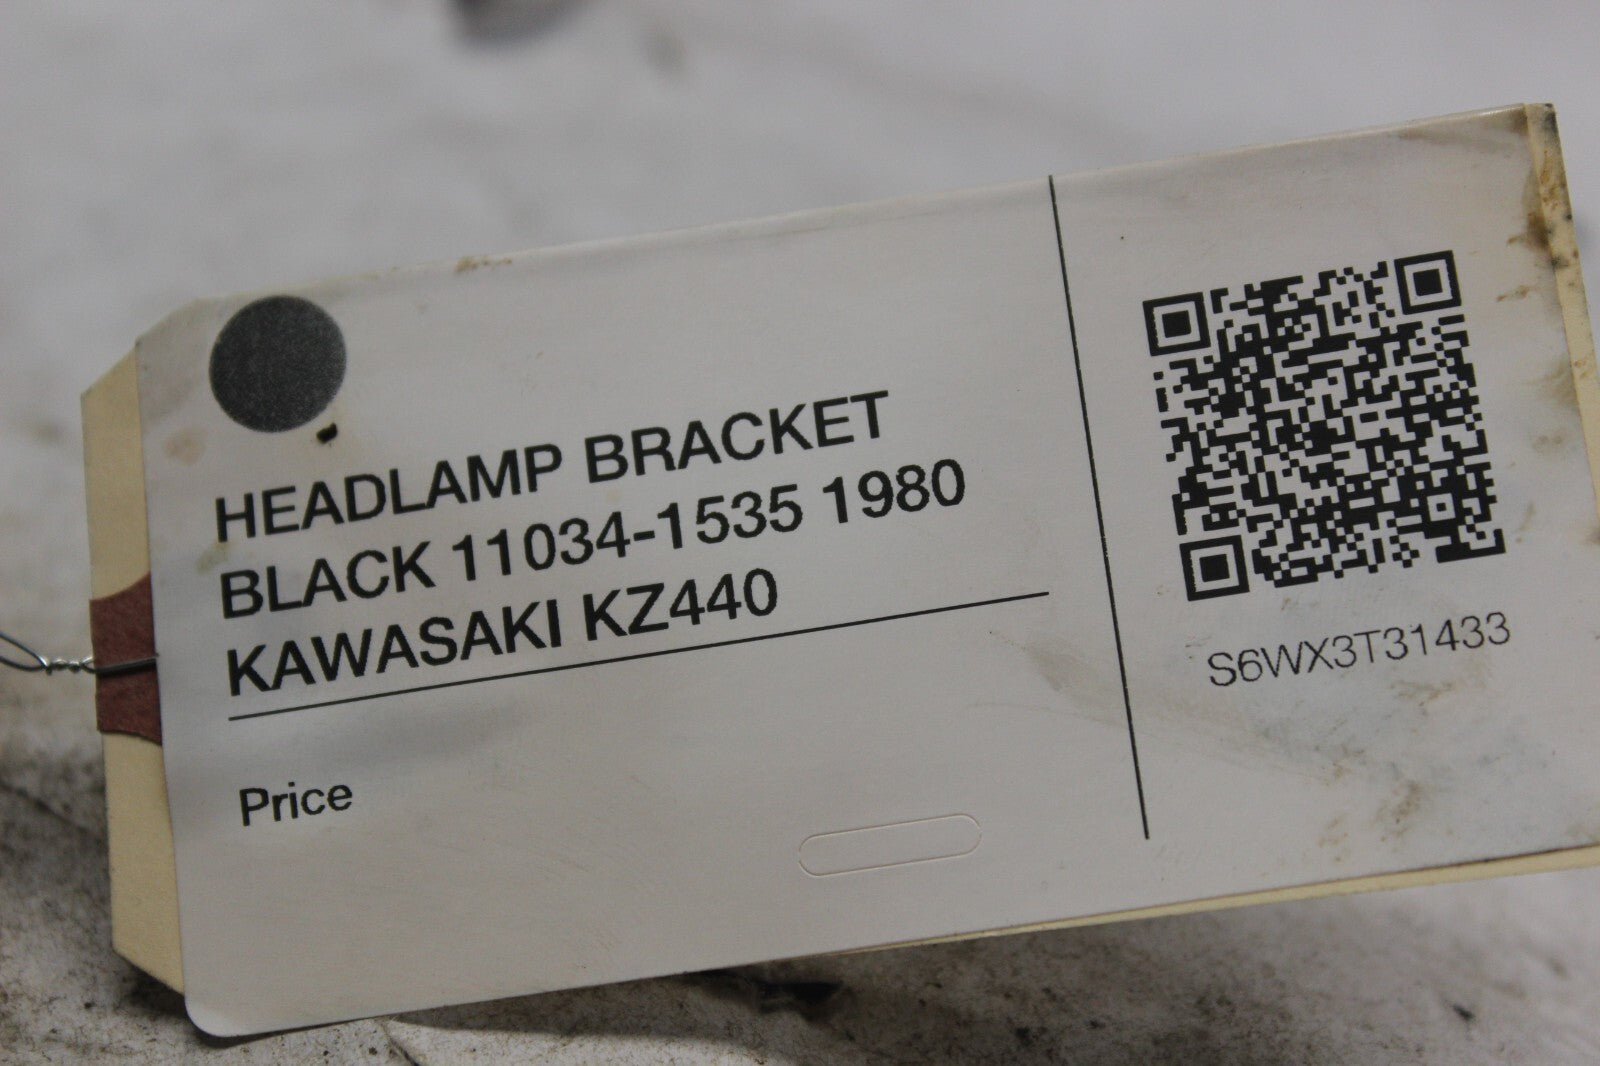 HEADLAMP BRACKET
BLACK 11034-1535 1980
KAWASAKI KZ440
Price
S6WX3T31433